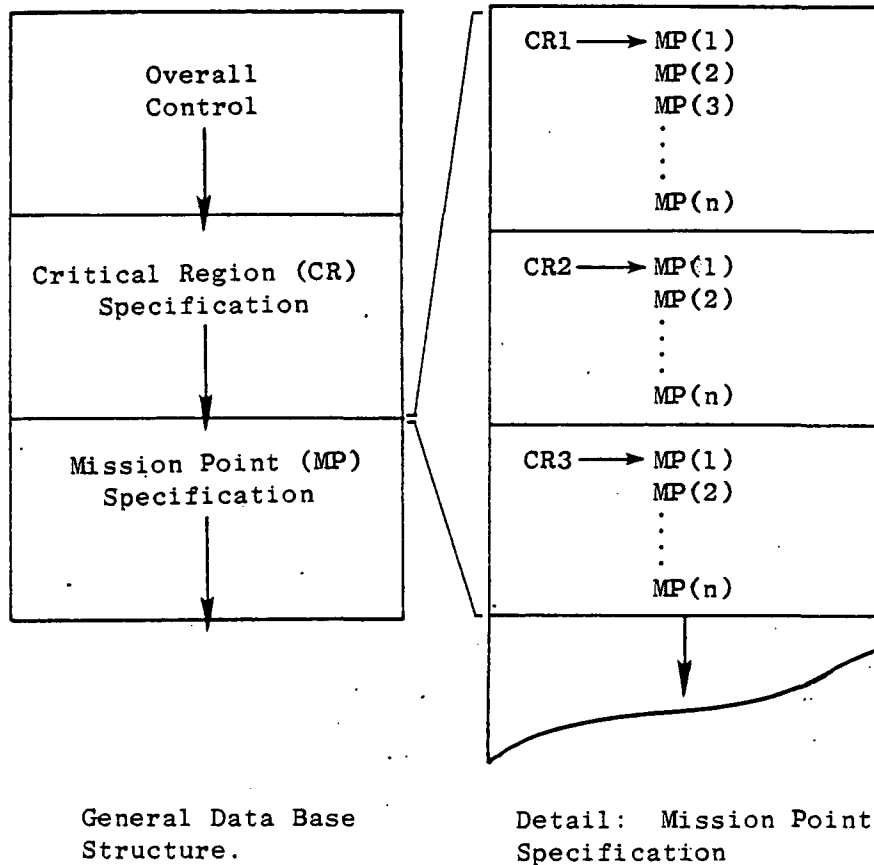 Overall
Control
Critical Region (CR)
Specification
Mission Point (MP)
Specification
General Data Base
Structure.
CR1 MP(1)
MP(2)
MP(3)
MP(n)
CR2 MP(1)
MP(2)
MP(n)
CR3 MP(1)
MP(2)
MP(n)
Detail: Mission Point
Specification